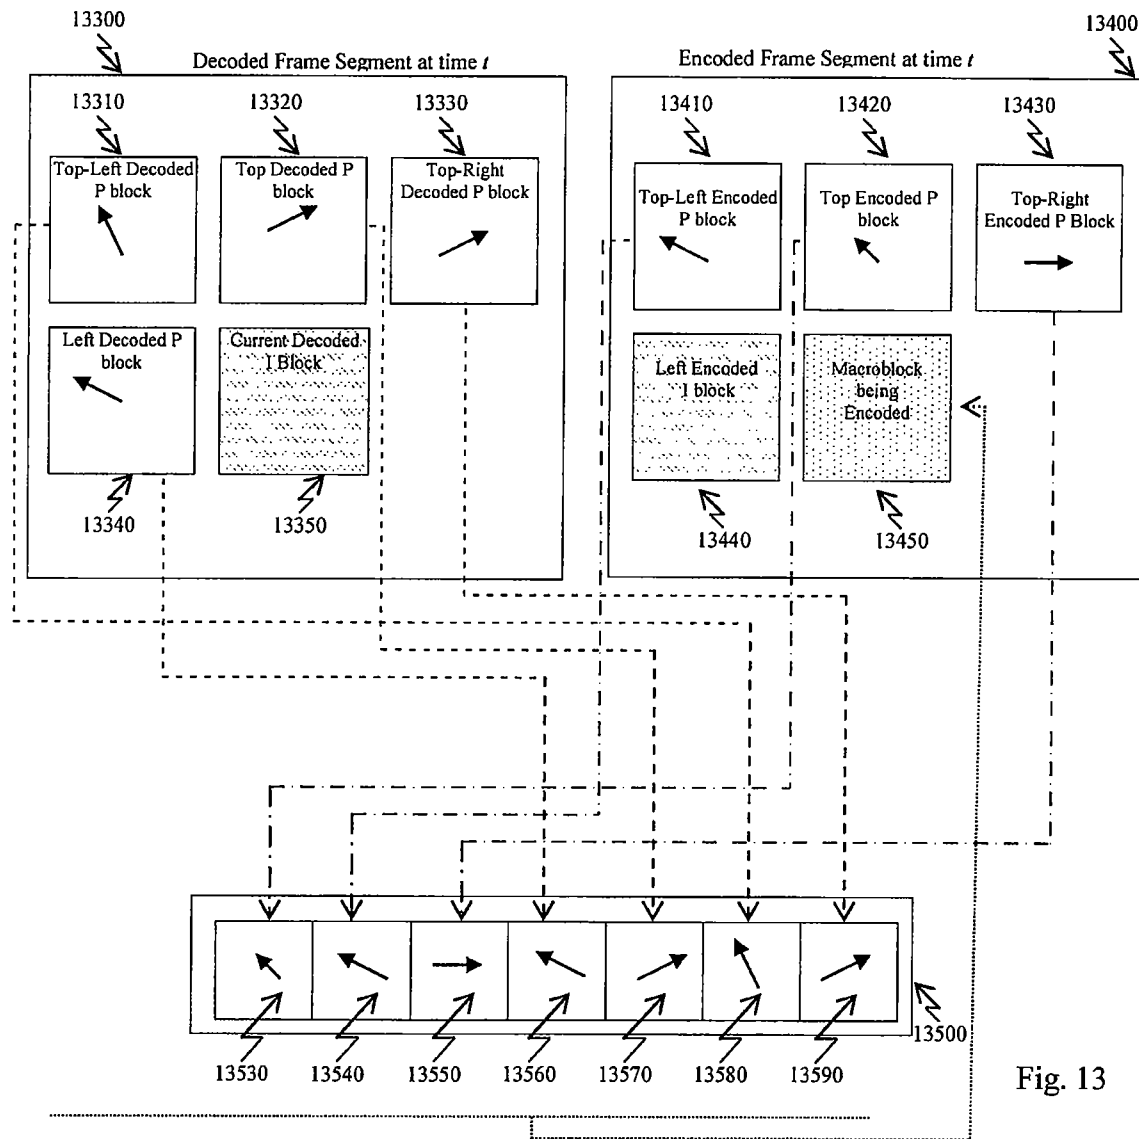 13300
13400
Decoded Frame Segment at time t
Encoded Frame Segment at time t
13310
13320
13330
13410
13420
13430
Top-Left Decoded
P block
Top Decoded P
block
Top-Right
Decoded P block
Top-Left Encoded
P block
Top Encoded P
block
Top-Right
Encoded P Block
Left Decoded P
block
Current Decoded
I Block
Left Encoded
I block
Macroblock
being
Encoded
13340
13350
13440
13450
13500
13530
13540
13550
13560
13570
13580
13590
Fig. 13